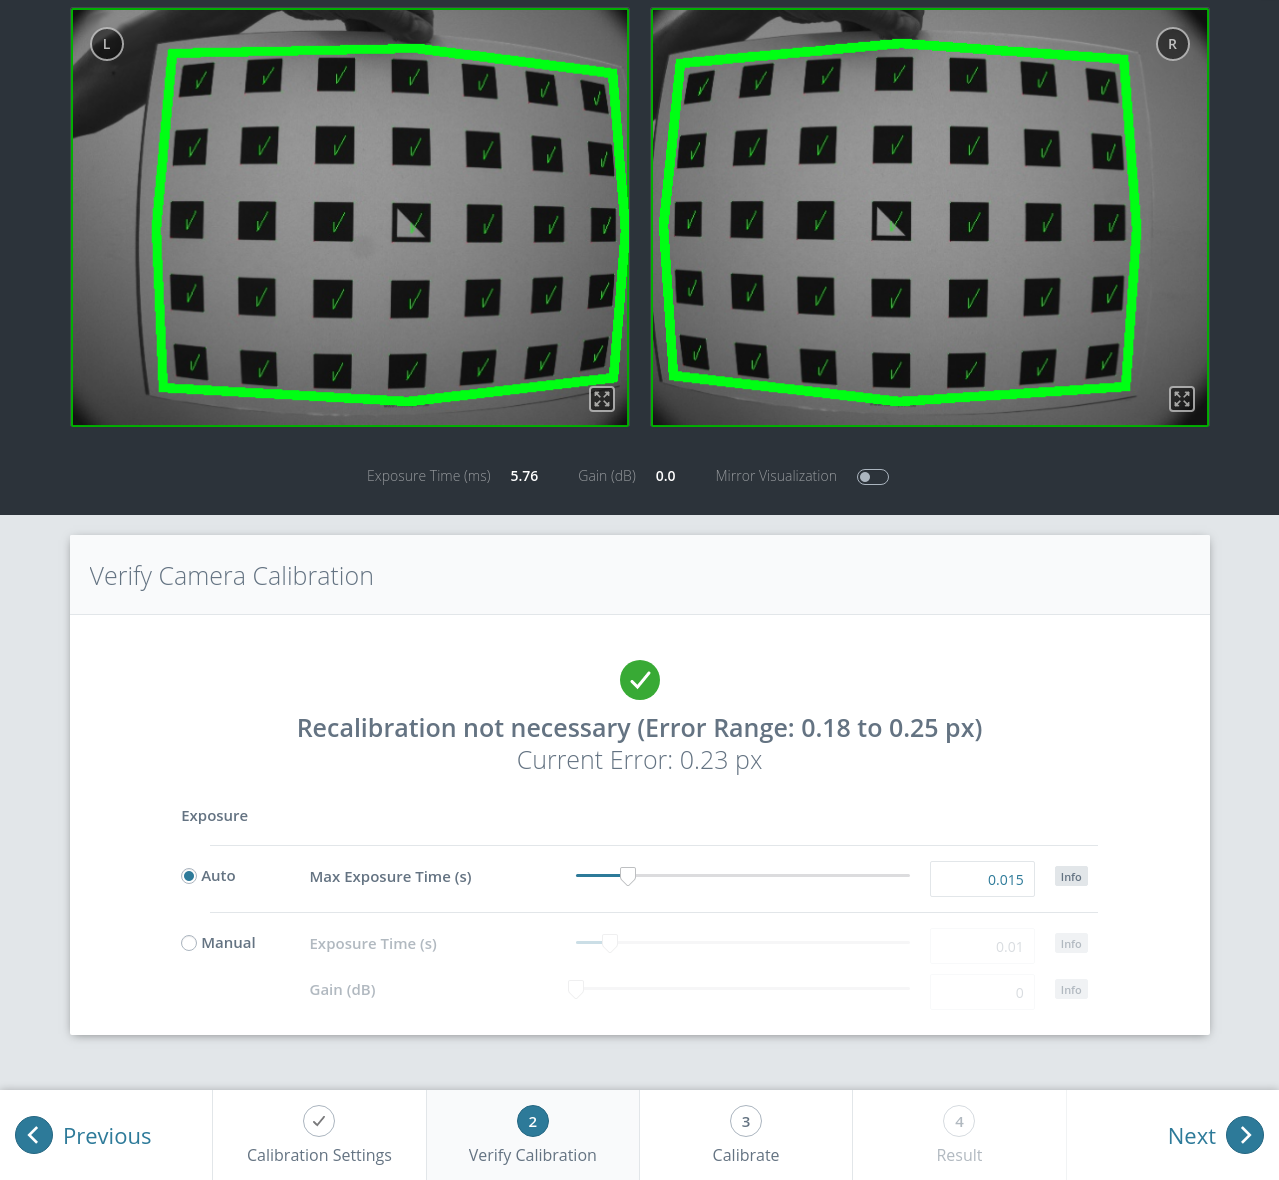 L
R
Exposure Time (ms) 5.76 Gain (dB) 0.0 Mirror Visualization
Verify Camera Calibration
Recalibration not necessary (Error Range: 0.18 to 0.25 px)
Current Error: 0.23 px
Exposure
Auto Max Exposure Time (s) 0.015 Info
Manual Exposure Time (s) 0.01 Info
Gain (dB) 0 Info
Previous
Calibration Settings
2
Verify Calibration
3
Calibrate
4
Result
Next